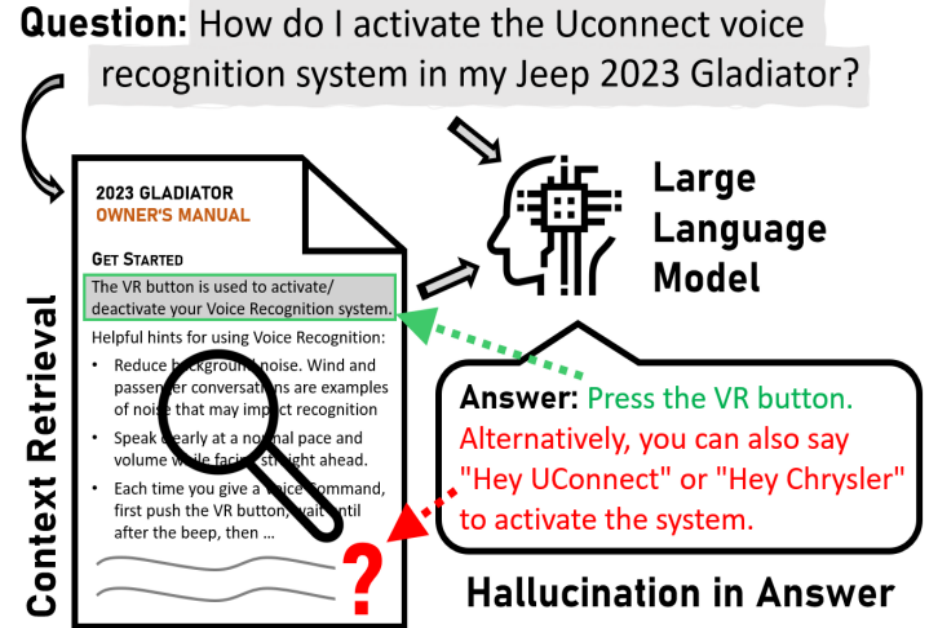 Question: How do I activate the Uconnect voice
recognition system in my Jeep 2023 Gladiator?
Context Retrieval
2023 GLADIATOR
OWNER'S MANUAL
GET STARTED
The VR button is used to activate/
deactivate your Voice Recognition system.
Helpful hints for using Voice Recognition:
• Reduce background noise. Wind and
passenger conversations are examples
of noise that may impact recognition
• Speak clearly at a normal pace and
volume while facing straight ahead.
• Each time you give a Voice Command,
first push the VR button, wait until
after the beep, then ...
?
Large
Language
Model
Answer: Press the VR button.
Alternatively, you can also say
"Hey UConnect" or "Hey Chrysler"
to activate the system.
Hallucination in Answer